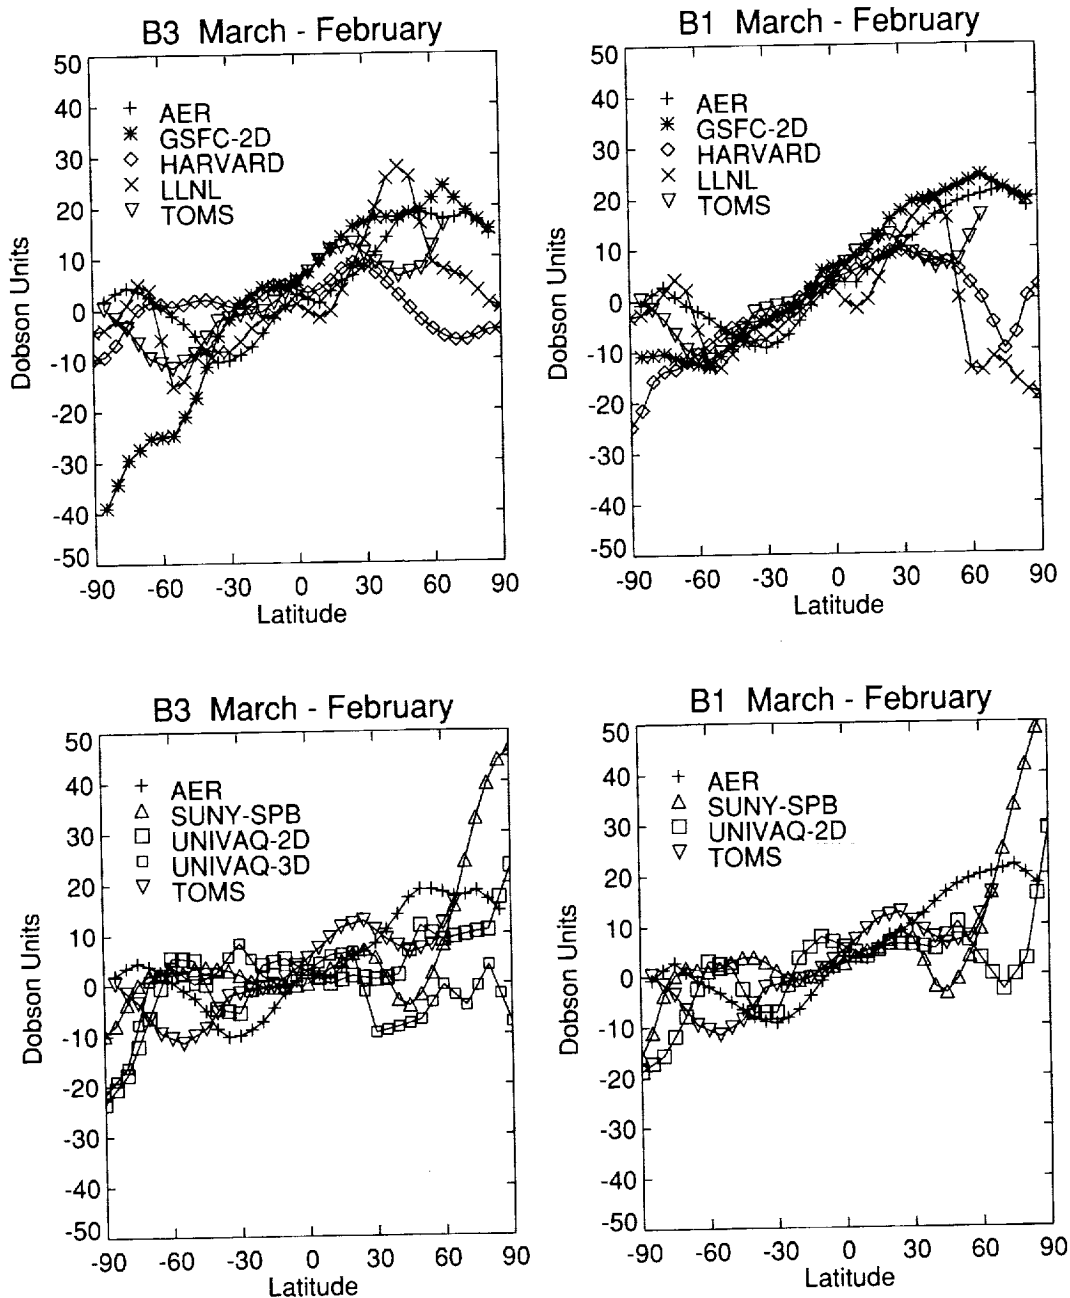 B3 March - February
50
40
30
20
10
0
-10
-20
-30
-40
-50
AER
GSFC-2D
HARVARD
LLNL
TOMS
Dobson Units
-90 -60 -30 0 30 60 90
Latitude
B1 March - February
50
40
30
20
10
0
-10
-20
-30
-40
-50
AER
GSFC-2D
HARVARD
LLNL
TOMS
Dobson Units
-90 -60 -30 0 30 60 90
Latitude
B3 March - February
50
40
30
20
10
0
-10
-20
-30
-40
-50
AER
SUNY-SPB
UNIVAQ-2D
UNIVAQ-3D
TOMS
Dobson Units
-90 -60 -30 0 30 60 90
Latitude
B1 March - February
50
40
30
20
10
0
-10
-20
-30
-40
-50
AER
SUNY-SPB
UNIVAQ-2D
TOMS
Dobson Units
-90 -60 -30 0 30 60 90
Latitude